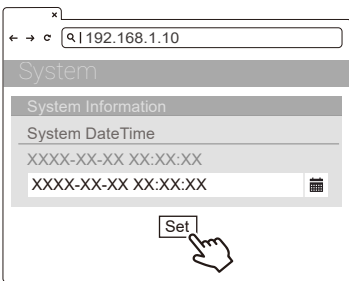 192.168.1.10
System
System Information
System DateTime
XXXX-XX-XX XX:XX:XX
XXXX-XX-XX XX:XX:XX
Set